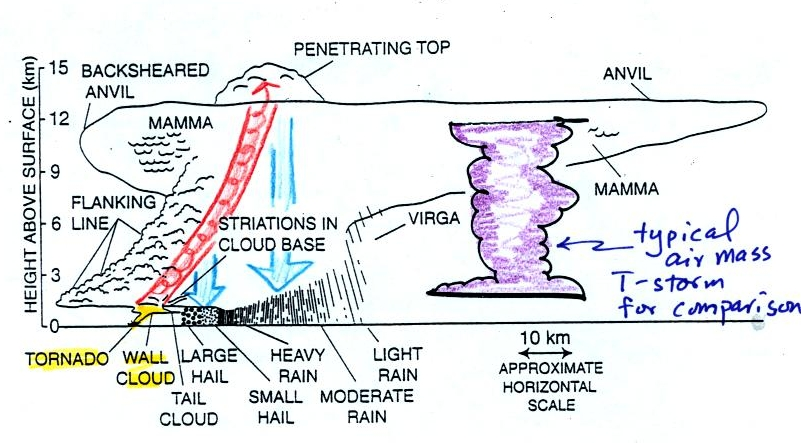 PENETRATING TOP
BACKSHEARED
ANVIL
ANVIL
MAMMA
MAMMA
FLANKING
LINE
STRIATIONS IN
CLOUD BASE
VIRGA
HEIGHT ABOVE SURFACE (km)
15
12
9
6
3
0
typical
air mass
T-storm
for comparison
TORNADO
WALL
CLOUD
TAIL
CLOUD
LARGE
HAIL
SMALL
HAIL
HEAVY
RAIN
MODERATE
RAIN
LIGHT
RAIN
10 km
APPROXIMATE
HORIZONTAL
SCALE